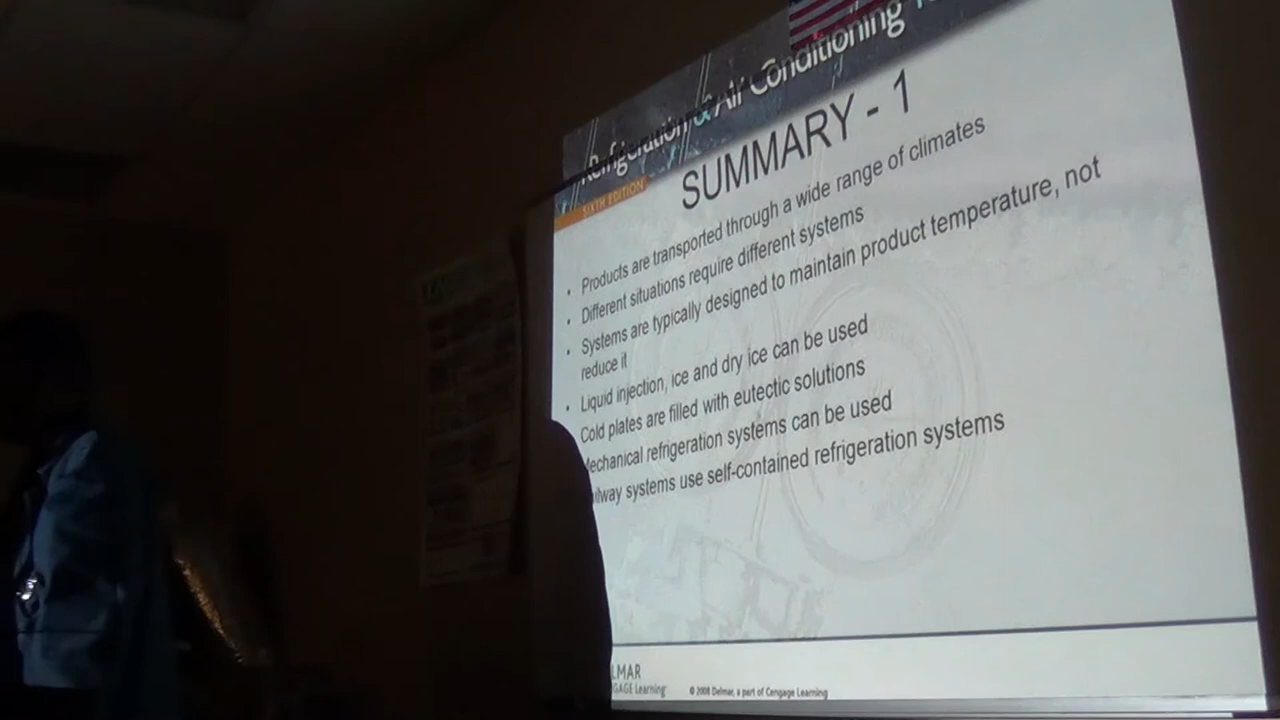 Refrigeration & Air Conditioning
SIXTH EDITION
SUMMARY - 1
• Products are transported through a wide range of climates
• Different situations require different systems
• Systems are typically designed to maintain product temperature, not
reduce it
• Liquid injection, ice and dry ice can be used
Cold plates are filled with eutectic solutions
Mechanical refrigeration systems can be used
ilway systems use self-contained refrigeration systems
LMAR
GAGE Learning
© 2008 Delmar, a part of Cengage Learning